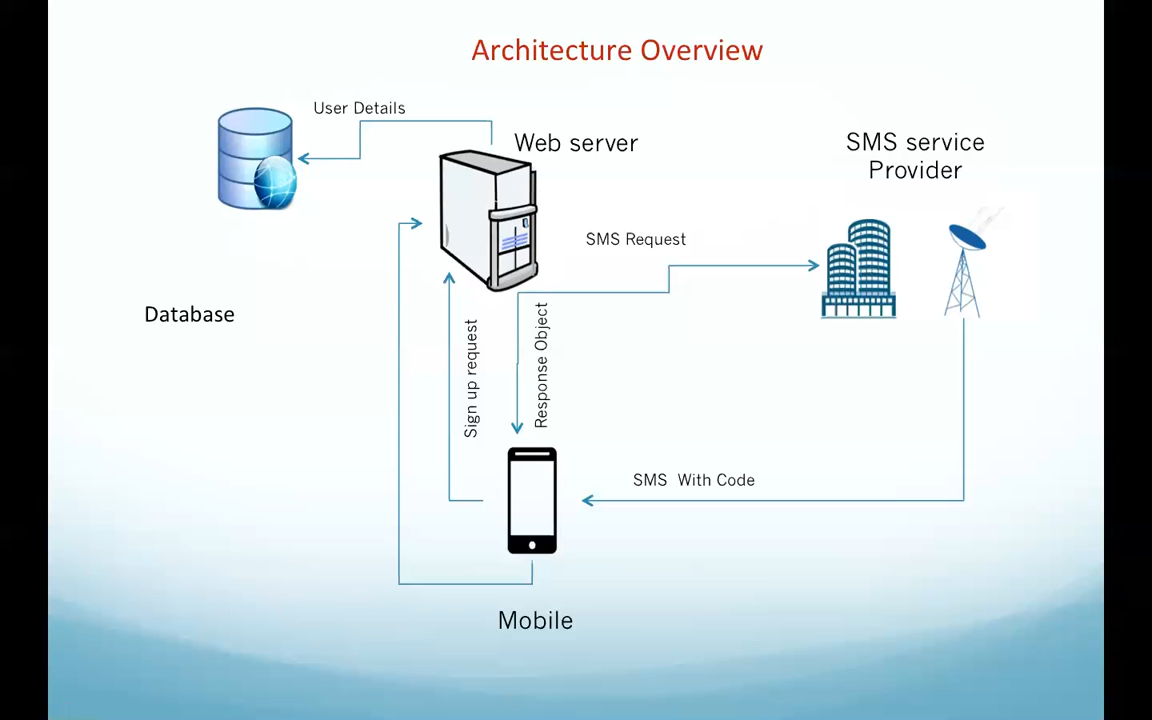 Architecture Overview
User Details
Web server
SMS service
Provider
SMS Request
Database
Sign up request
Response Object
SMS With Code
Mobile